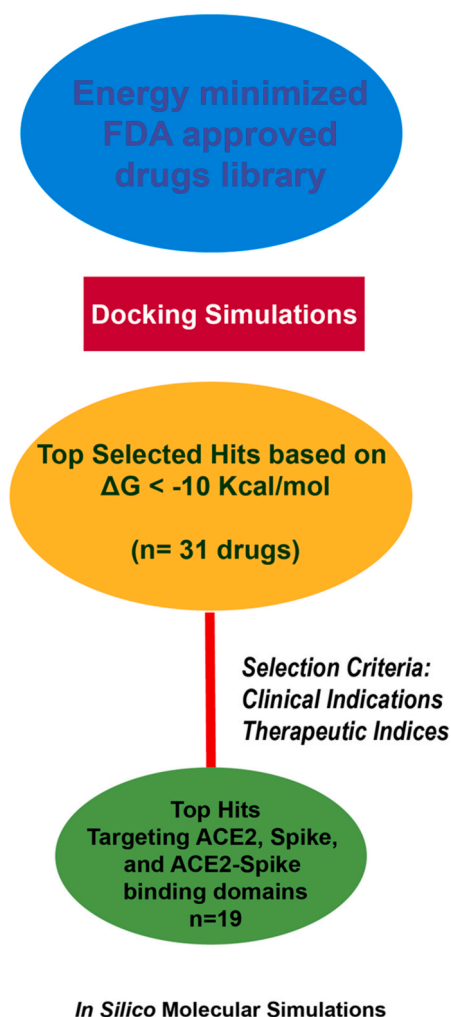 Energy minimized
FDA approved
drugs library
Docking Simulations
Top Selected Hits based on
ΔG < -10 Kcal/mol
(n= 31 drugs)
Selection Criteria:
Clinical Indications
Therapeutic Indices
Top Hits
Targeting ACE2, Spike,
and ACE2-Spike
binding domains
n=19
In Silico Molecular Simulations